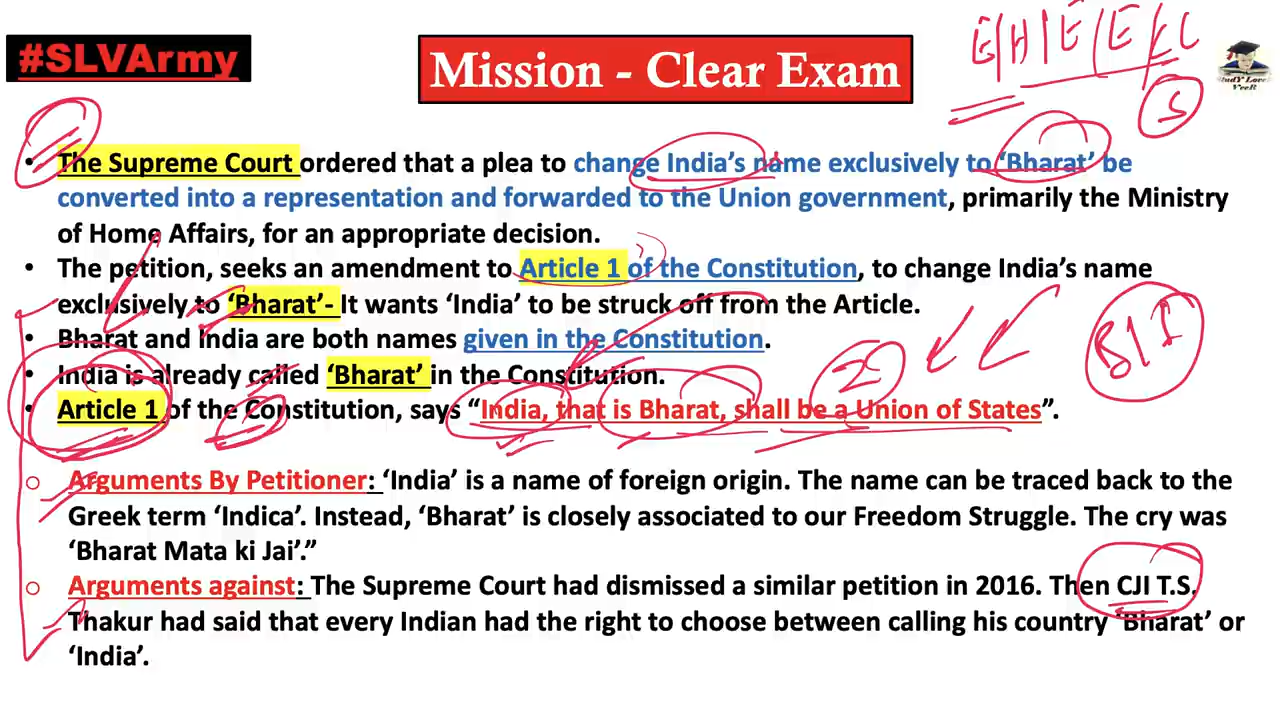 #SLVArmy
Mission - Clear Exam
E/H/E/E/
S
StudY Lover
VeeR
• The Supreme Court ordered that a plea to change India’s name exclusively to ‘Bharat’ be
converted into a representation and forwarded to the Union government, primarily the Ministry
of Home Affairs, for an appropriate decision.
• The petition, seeks an amendment to Article 1 of the Constitution, to change India’s name
exclusively to ‘Bharat’- It wants ‘India’ to be struck off from the Article.
• Bharat and India are both names given in the Constitution.
B/I
• India is already called ‘Bharat’ in the Constitution.
• Article 1 of the Constitution, says “India, that is Bharat, shall be a Union of States”.
o Arguments By Petitioner: ‘India’ is a name of foreign origin. The name can be traced back to the
Greek term ‘Indica’. Instead, ‘Bharat’ is closely associated to our Freedom Struggle. The cry was
‘Bharat Mata ki Jai’.”
o Arguments against: The Supreme Court had dismissed a similar petition in 2016. Then CJI T.S.
Thakur had said that every Indian had the right to choose between calling his country ‘Bharat’ or
‘India’.